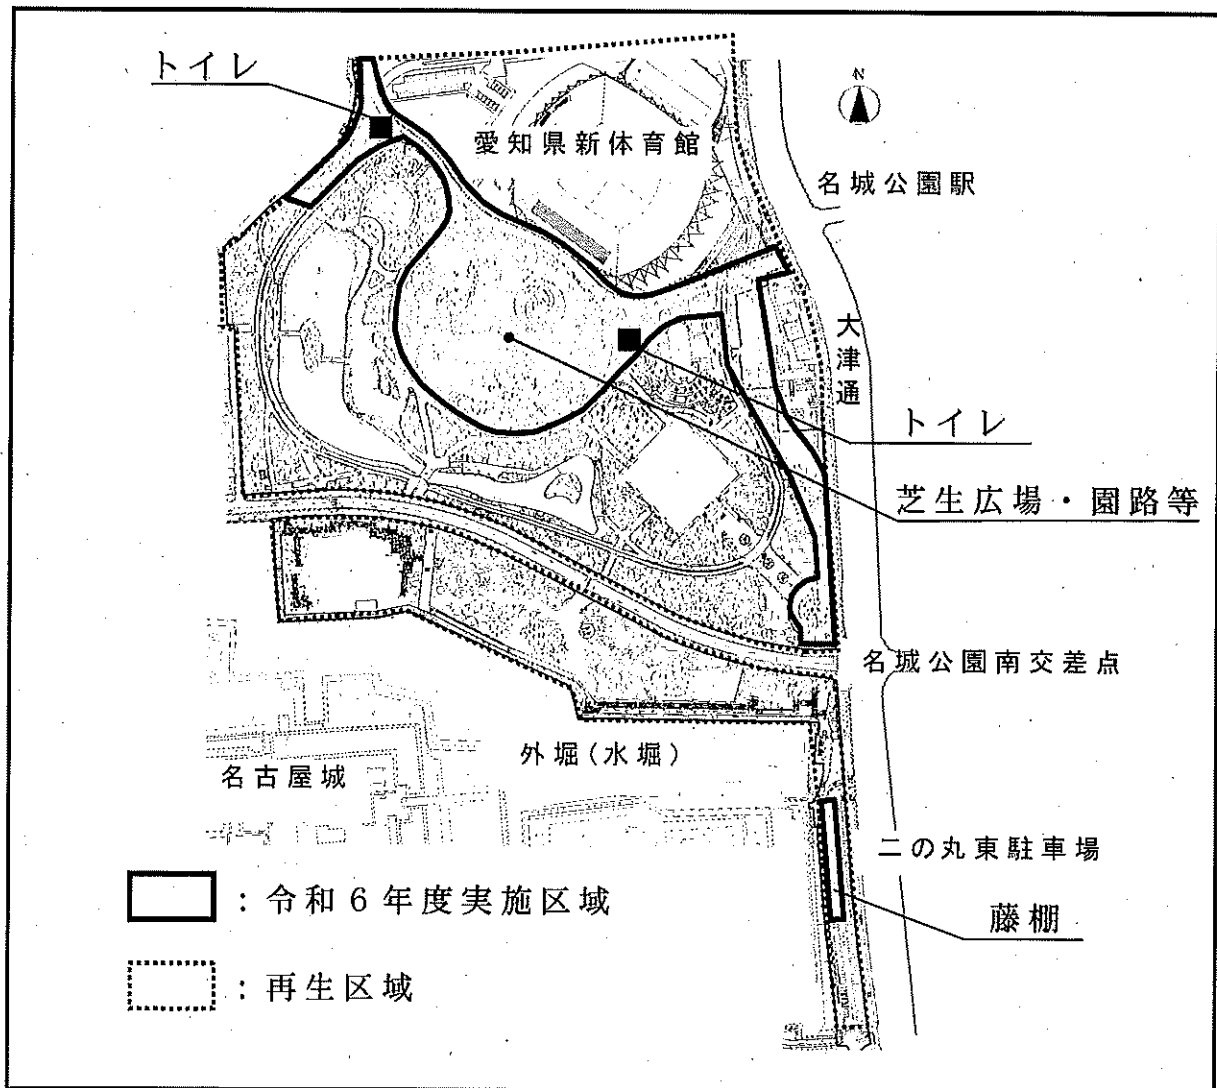 トイレ
N
愛知県新体育館
名城公園駅
大津通
トイレ
芝生広場・園路等
名城公園南交差点
外堀(水堀)
名古屋城
二の丸東駐車場
藤棚
：令和6年度実施区域
：再生区域